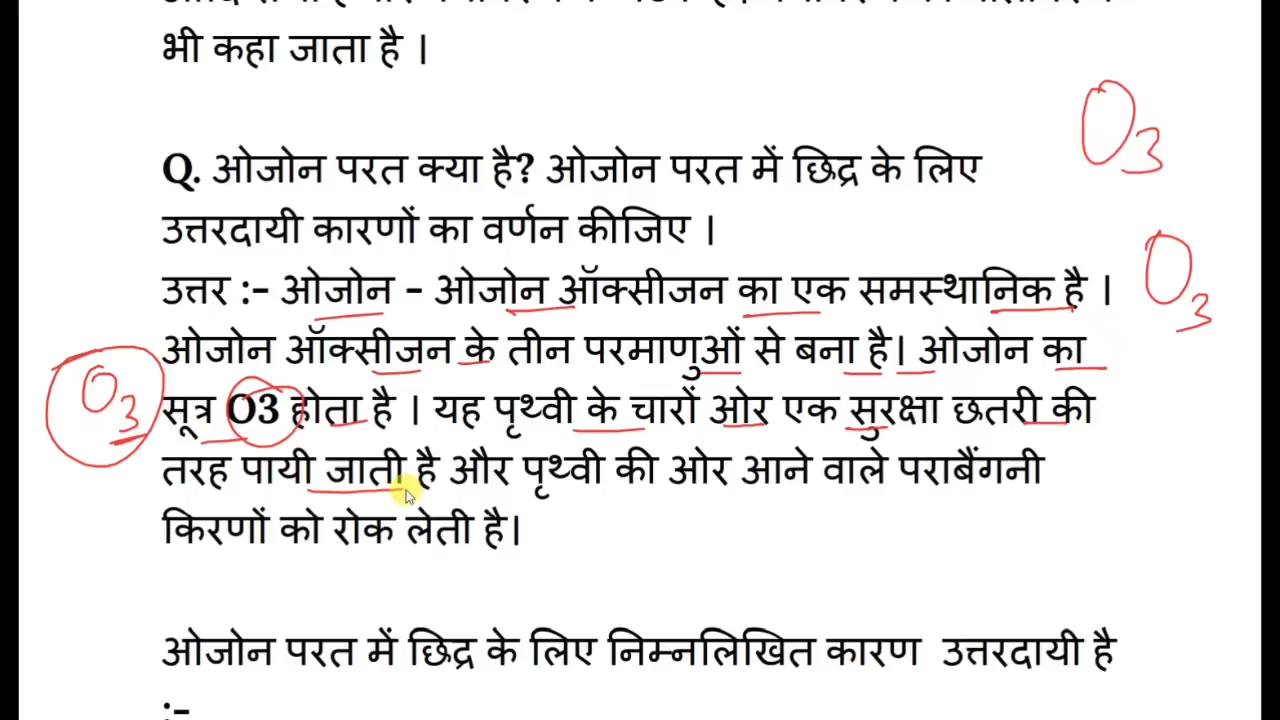 भी कहा जाता है ।
O3
Q. ओजोन परत क्या है? ओजोन परत में छिद्र के लिए
उत्तरदायी कारणों का वर्णन कीजिए ।
उत्तर :- ओजोन - ओजोन ऑक्सीजन का एक समस्थानिक है ।
O3
ओजोन ऑक्सीजन के तीन परमाणुओं से बना है। ओजोन का
O3
सूत्र O3 होता है । यह पृथ्वी के चारों ओर एक सुरक्षा छतरी की
तरह पायी जाती है और पृथ्वी की ओर आने वाले पराबैंगनी
किरणों को रोक लेती है।
ओजोन परत में छिद्र के लिए निम्नलिखित कारण उत्तरदायी है
:-